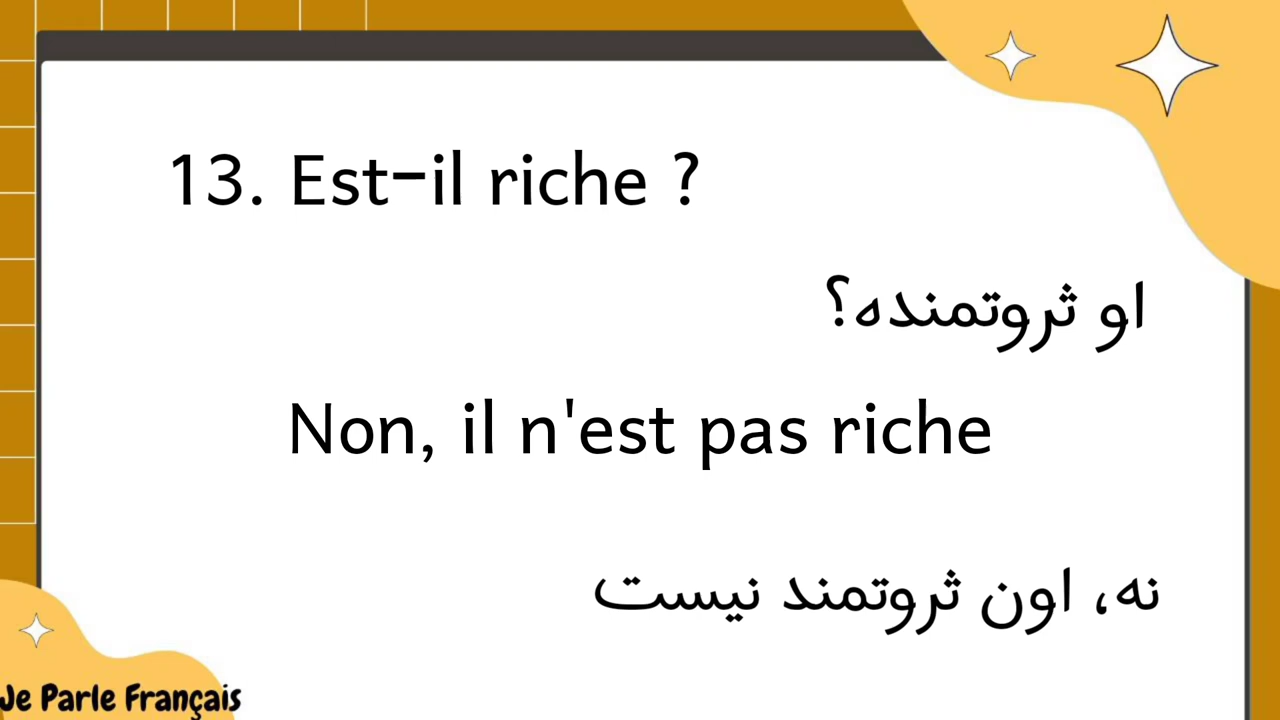 13. Est-il riche ?
او ثروتمنده؟
Non, il n'est pas riche
نه، اون ثروتمند نیست
Je Parle Français